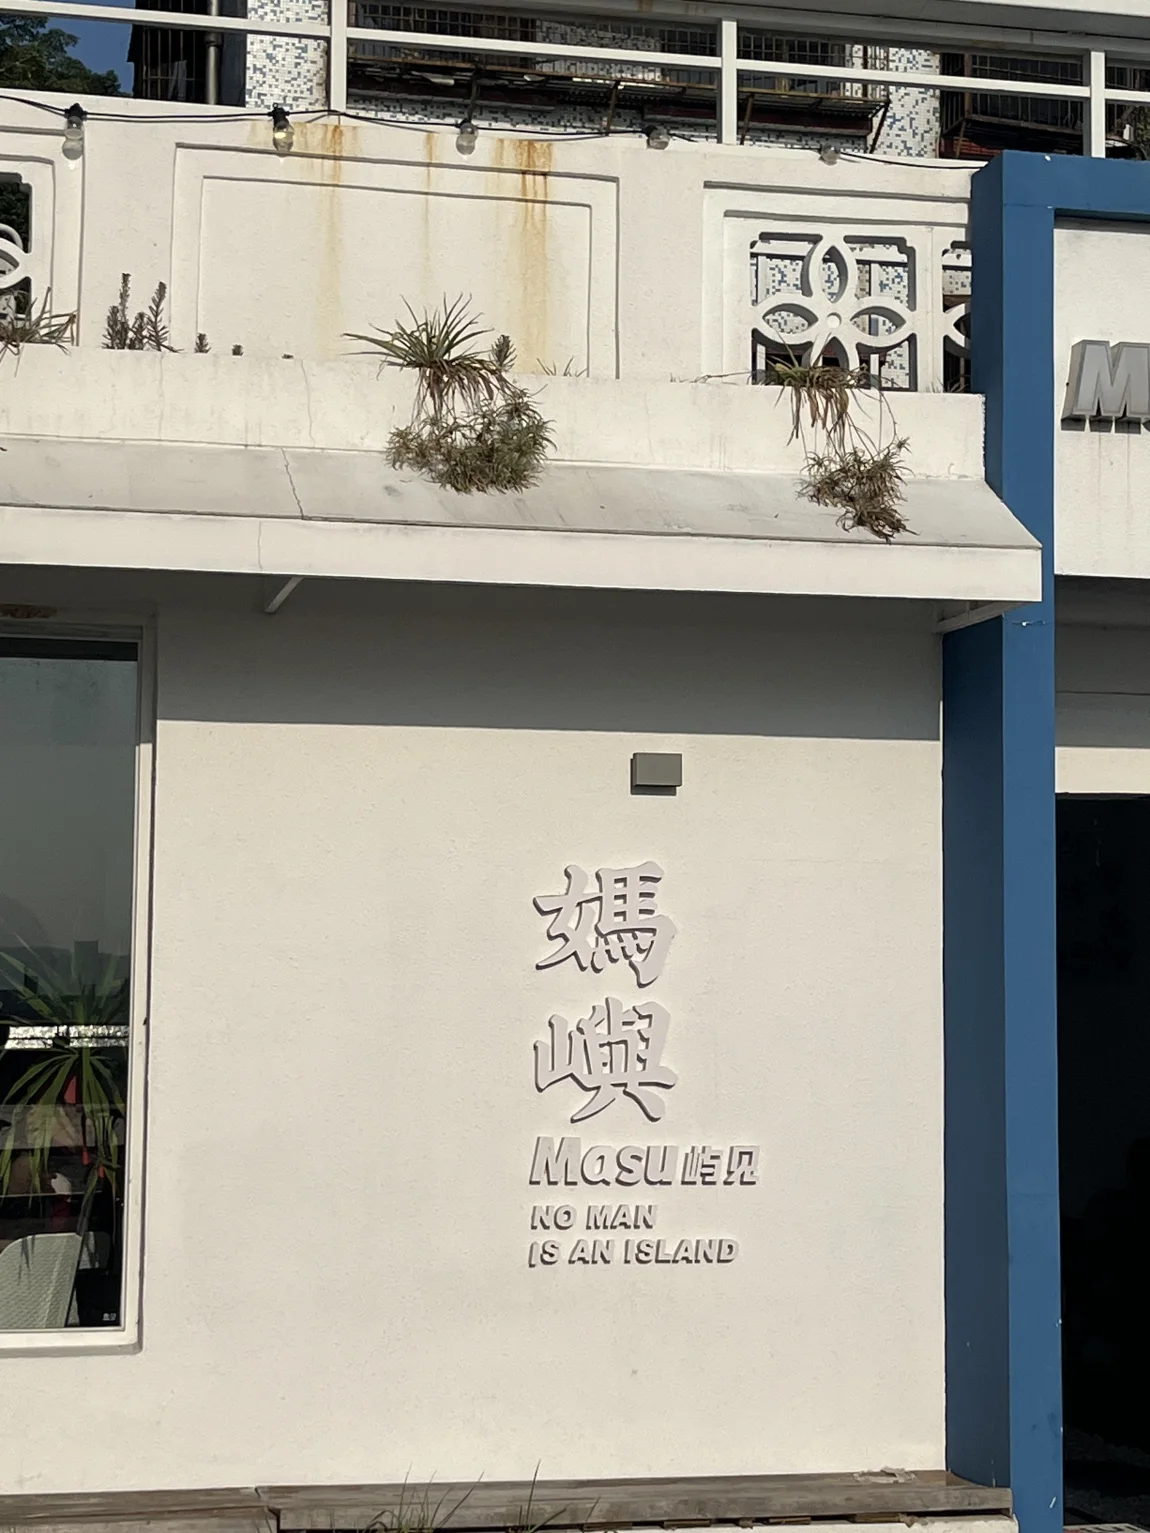 媽
嶼
Masu屿见
NO MAN
IS AN ISLAND
M